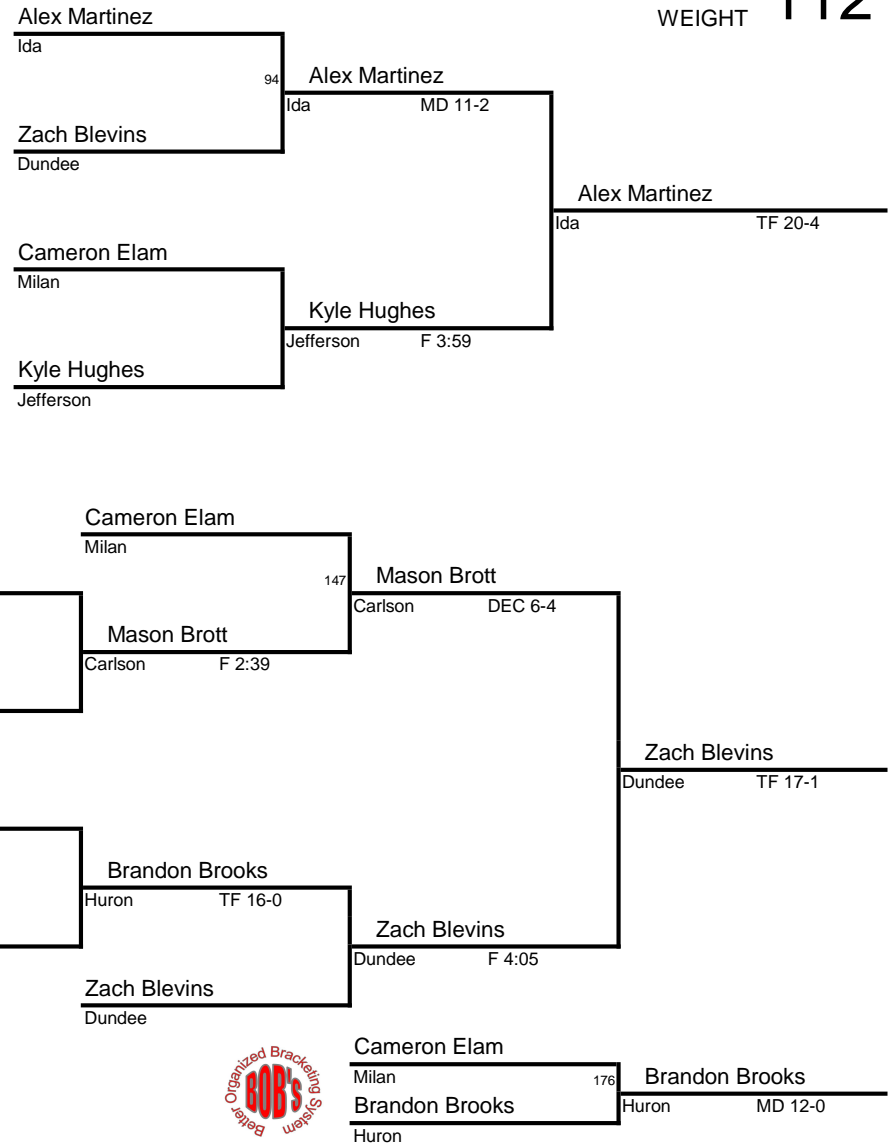 Alex Martinez
WEIGHT 112
Ida
94 Alex Martinez
Ida MD 11-2
Zach Blevins
Dundee
Alex Martinez
Ida TF 20-4
Cameron Elam
Milan
Kyle Hughes
Jefferson F 3:59
Kyle Hughes
Jefferson
Cameron Elam
Milan
147 Mason Brott
Carlson DEC 6-4
Mason Brott
Carlson F 2:39
Zach Blevins
Dundee TF 17-1
Brandon Brooks
Huron TF 16-0
Zach Blevins
Dundee F 4:05
Zach Blevins
Dundee
Cameron Elam
Milan
176 Brandon Brooks
Huron MD 12-0
Brandon Brooks
Huron
BOB's
Better Organized Bracketing System